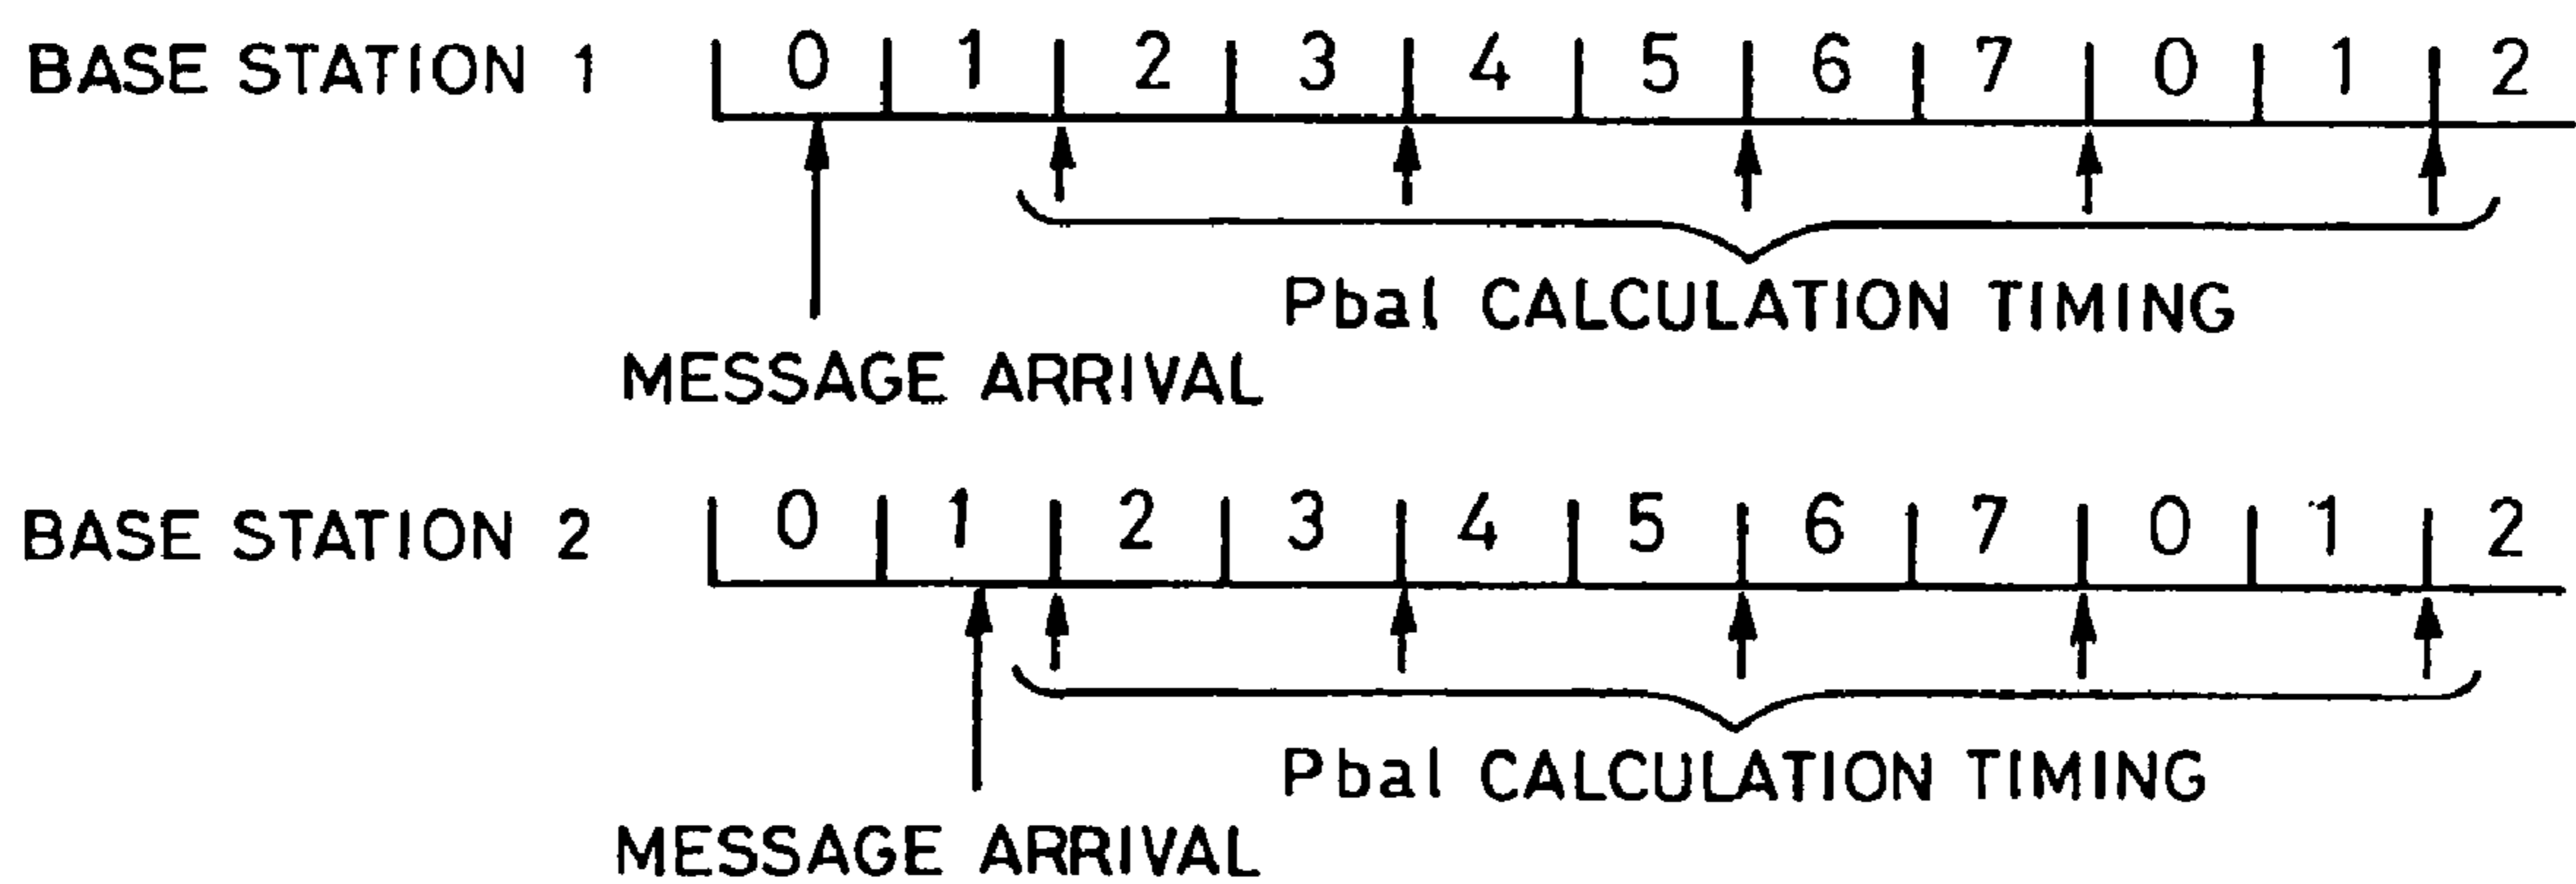 BASE STATION 1 0 1 2 3 4 5 6 7 0 1 2
Pbal CALCULATION TIMING
MESSAGE ARRIVAL
BASE STATION 2 0 1 2 3 4 5 6 7 0 1 2
Pbal CALCULATION TIMING
MESSAGE ARRIVAL